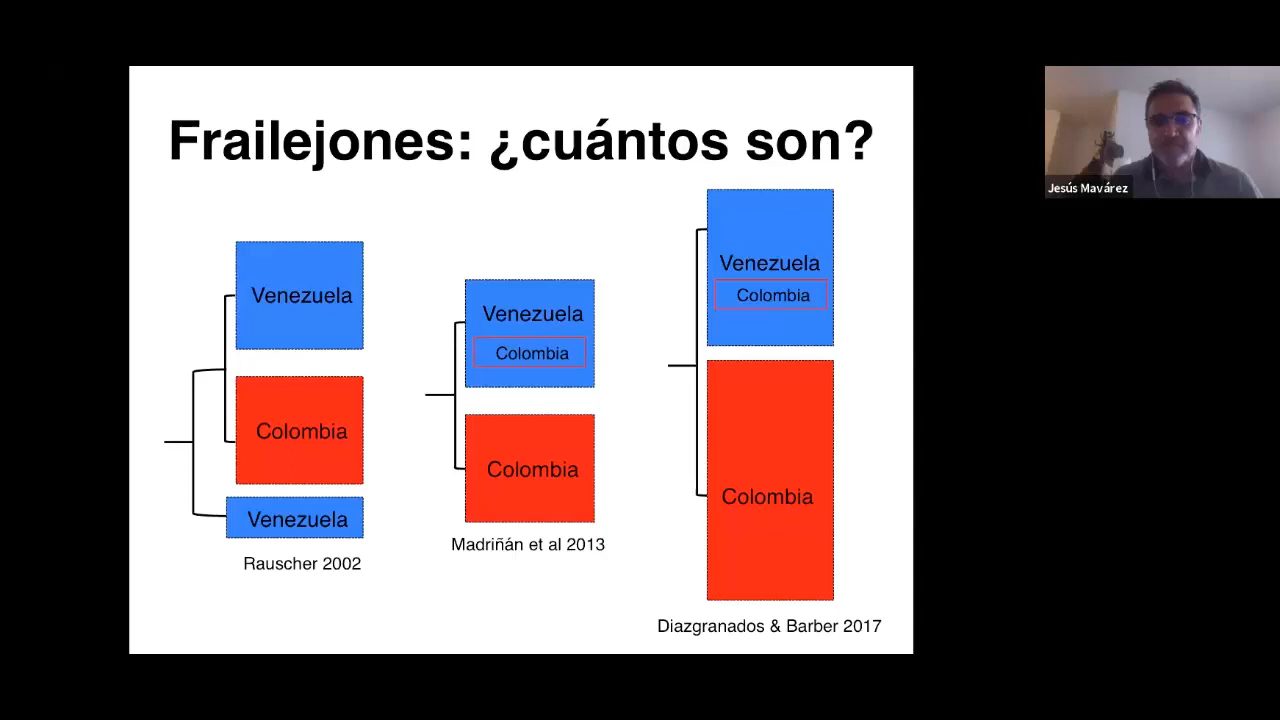 Frailejones: ¿cuántos son?
Venezuela
Colombia
Venezuela
Rauscher 2002
Venezuela
Colombia
Colombia
Madriñán et al 2013
Venezuela
Colombia
Colombia
Diazgranados & Barber 2017
Jesús Mavárez